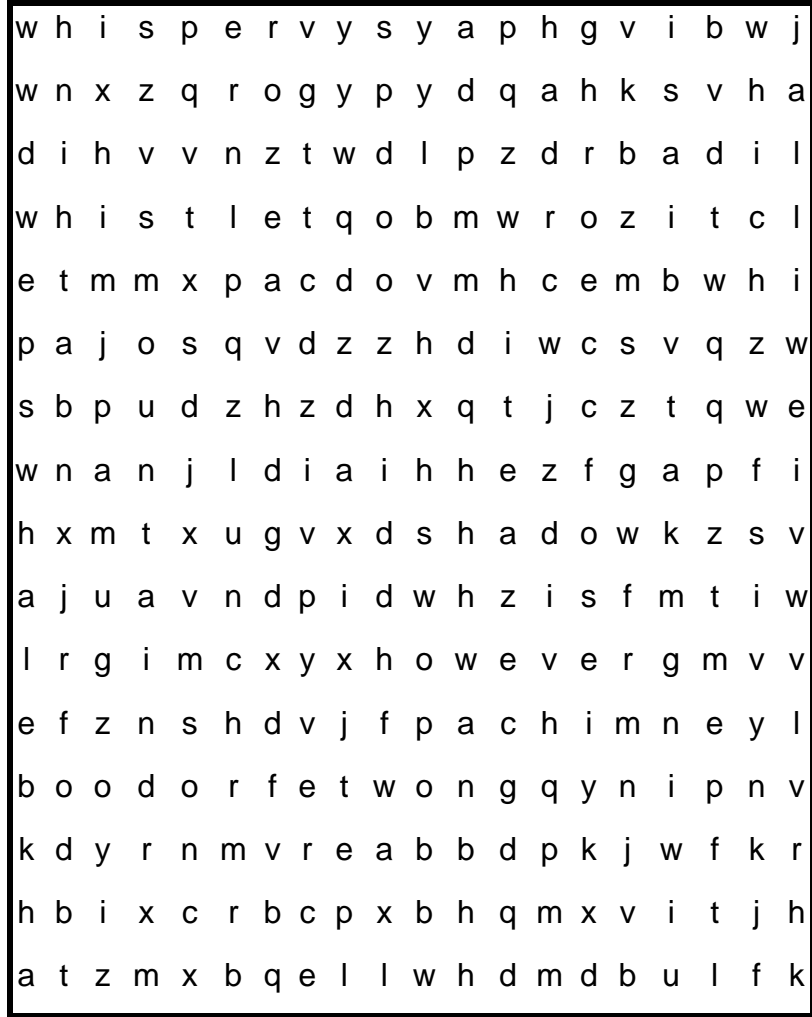 w h i s p e r v y s y a p h g v i b w j
w n x z q r o g y p y d q a h k s v h a
d i h v v n z t w d l p z d r b a d i l
w h i s t l e t q o b m w r o z i t c l
e t m m x p a c d o v m h c e m b w h i
p a j o s q v d z z h d i w c s v q z w
s b p u d z h z d h x q t j c z t q w e
w n a n j l d i a i h h e z f g a p f i
h x m t x u g v x d s h a d o w k z s v
a j u a v n d p i d w h z i s f m t i w
l r g i m c x y x h o w e v e r g m v v
e f z n s h d v j f p a c h i m n e y l
b o o d o r f e t w o n g q y n i p n v
k d y r n m v r e a b b d p k j w f k r
h b i x c r b c p x b h q m x v i t j h
a t z m x b q e l l w h d m d b u l f k